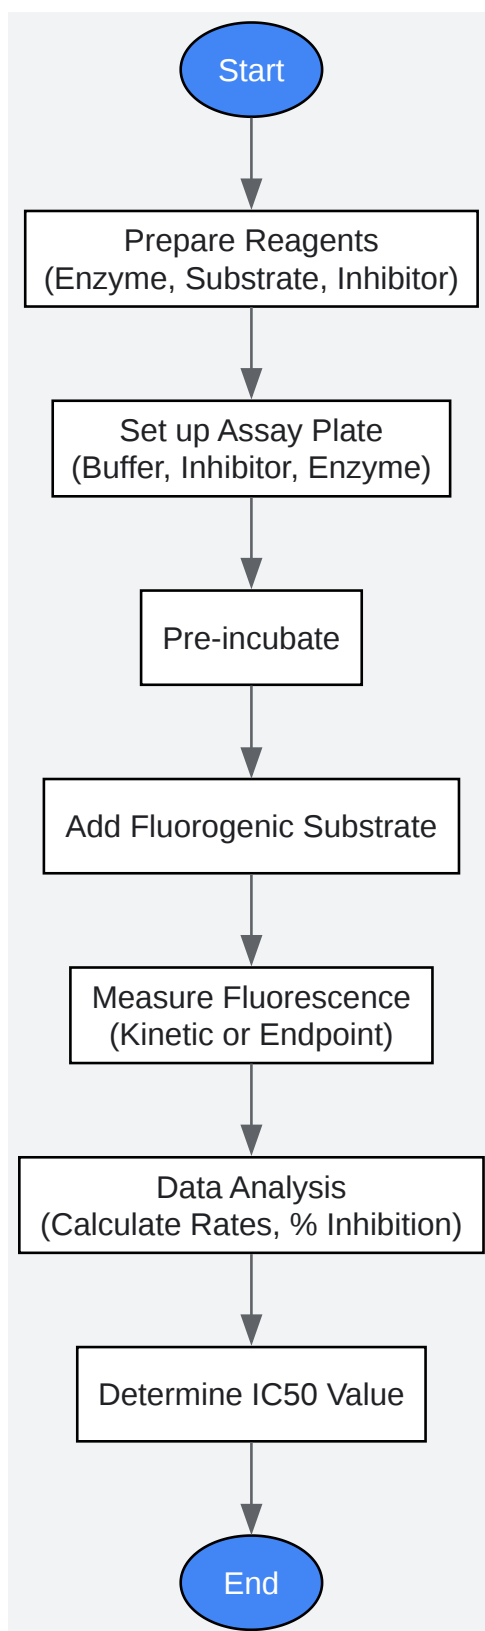 Start
Prepare Reagents
(Enzyme, Substrate, Inhibitor)
Set up Assay Plate
(Buffer, Inhibitor, Enzyme)
Pre-incubate
Add Fluorogenic Substrate
Measure Fluorescence
(Kinetic or Endpoint)
Data Analysis
(Calculate Rates, % Inhibition)
Determine IC50 Value
End